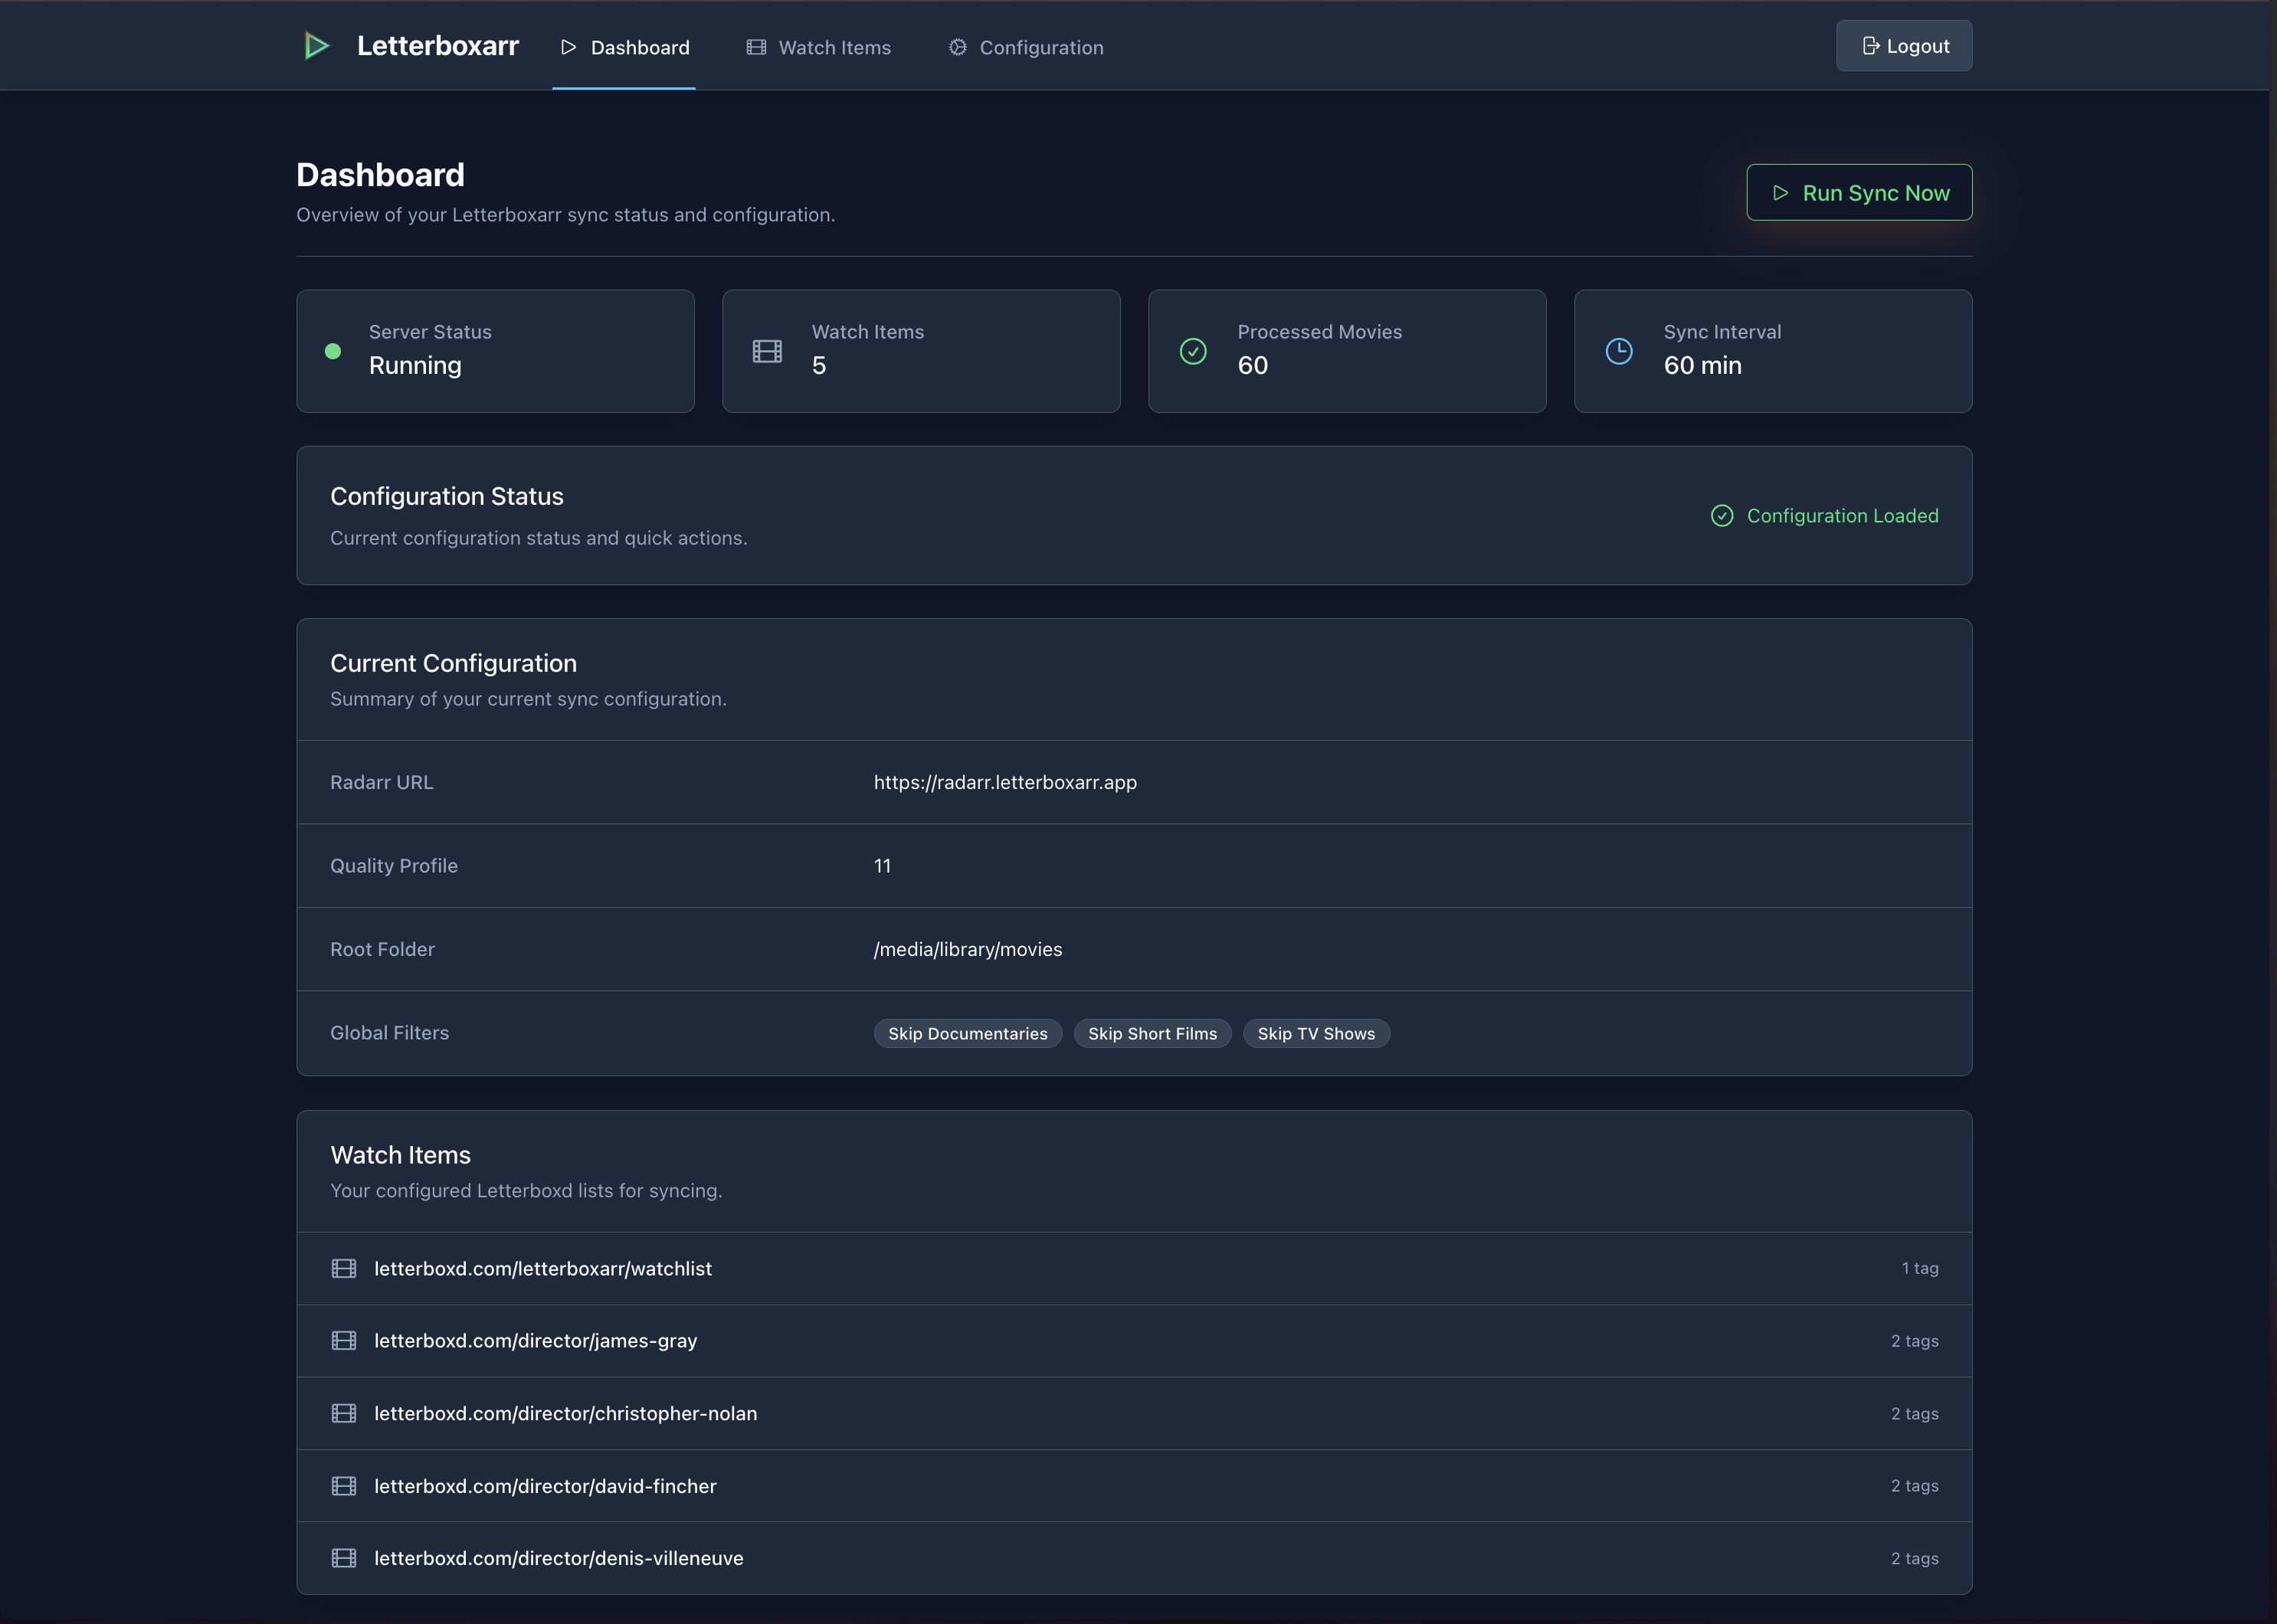 Letterboxarr
Dashboard
Watch Items
Configuration
Logout
Dashboard
Overview of your Letterboxarr sync status and configuration.
Run Sync Now
Server Status
Running
Watch Items
5
Processed Movies
60
Sync Interval
60 min
Configuration Status
Current configuration status and quick actions.
Configuration Loaded
Current Configuration
Summary of your current sync configuration.
Radarr URL
https://radarr.letterboxarr.app
Quality Profile
11
Root Folder
/media/library/movies
Global Filters
Skip Documentaries
Skip Short Films
Skip TV Shows
Watch Items
Your configured Letterboxd lists for syncing.
letterboxd.com/letterboxarr/watchlist
1 tag
letterboxd.com/director/james-gray
2 tags
letterboxd.com/director/christopher-nolan
2 tags
letterboxd.com/director/david-fincher
2 tags
letterboxd.com/director/denis-villeneuve
2 tags